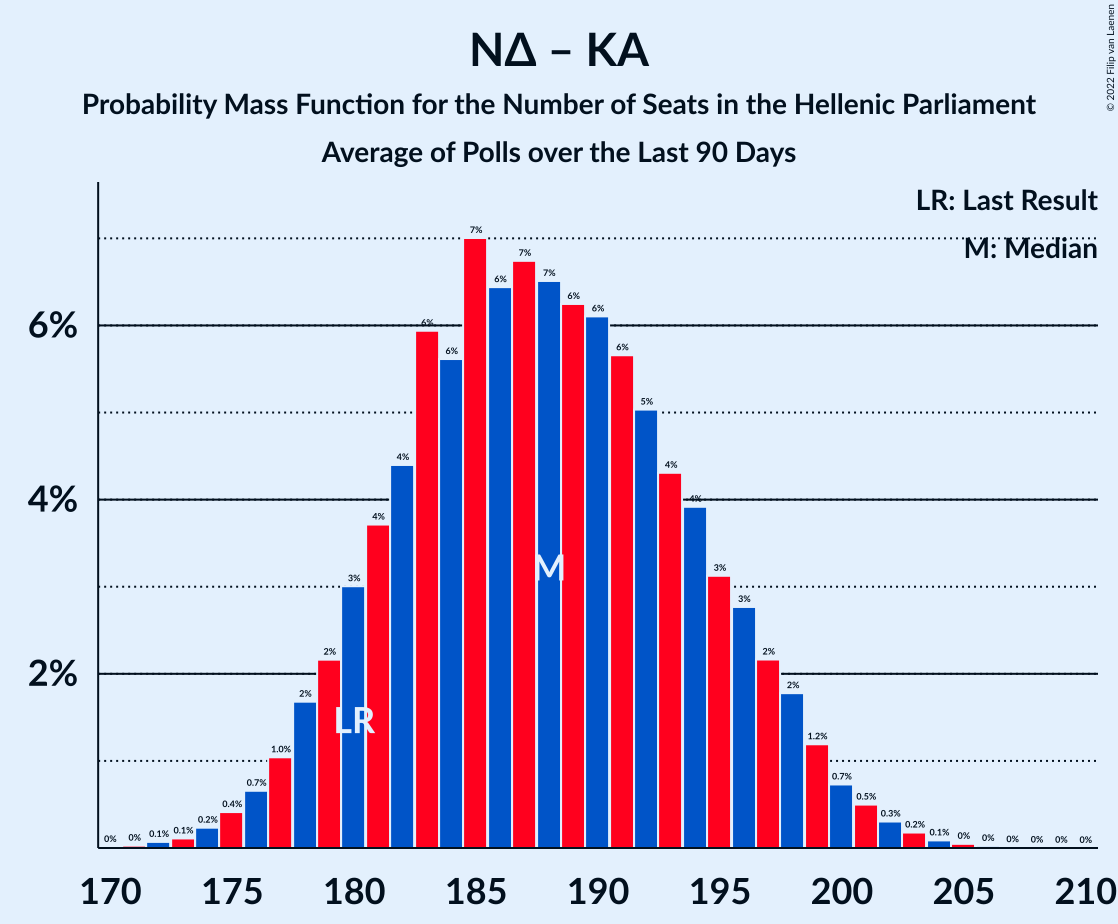 ΝΔ – ΚΑ
Probability Mass Function for the Number of Seats in the Hellenic Parliament
Average of Polls over the Last 90 Days
© 2022 Filip van Laenen
LR: Last Result
M: Median
6%
4%
2%
0% 0% 0.1% 0.1% 0.2% 0.4% 0.7% 1.0% 2% 2% 3% 4% 4% 6% 6% 7% 6% 7% 7% 6% 6% 6% 5% 4% 4% 3% 3% 2% 2% 1.2% 0.7% 0.5% 0.3% 0.2% 0.1% 0% 0% 0% 0% 0% 0%
M
LR
170 175 180 185 190 195 200 205 210